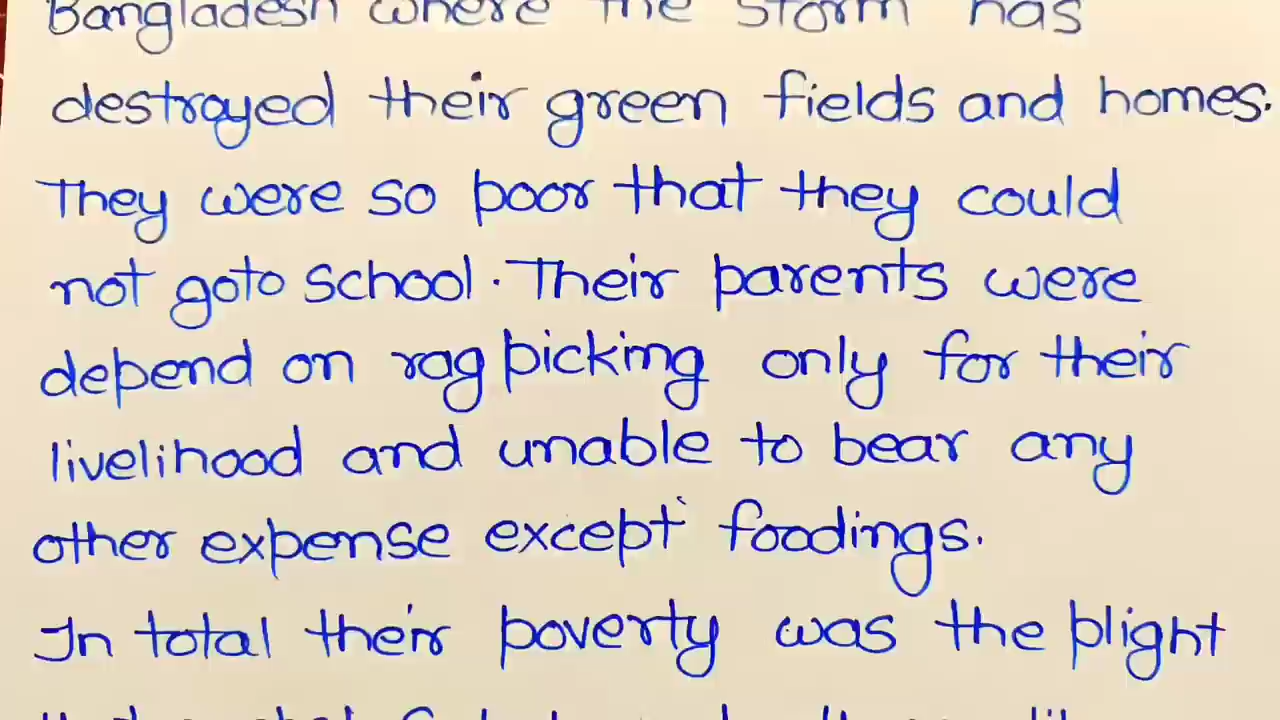 Bangladesh where the storm has
destroyed their green fields and homes.
They were so poor that they could
not goto school. Their parents were
depend on rag picking only for their
livelihood and unable to bear any
other expense except foodings.
In total their poverty was the plight